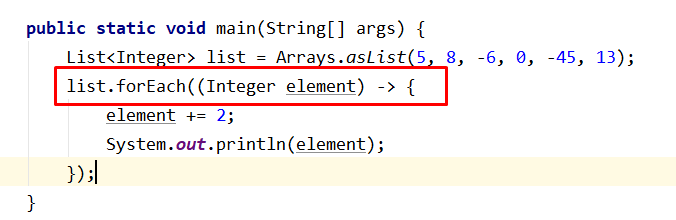 public static void main(String[] args) {
List<Integer> list = Arrays.asList(5, 8, -6, 0, -45, 13);
list.forEach((Integer element) -> {
element += 2;
System.out.println(element);
});
}